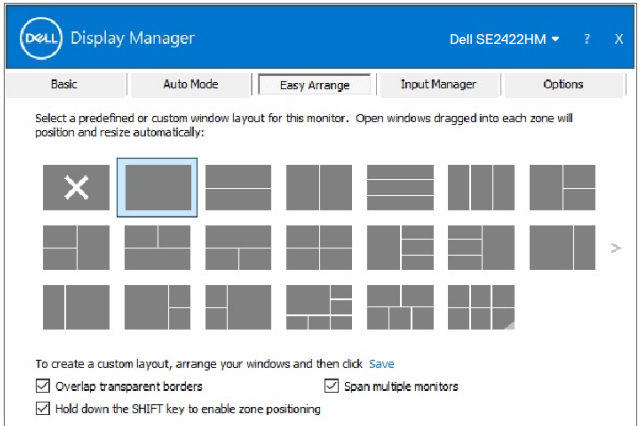 DELL Display Manager Dell SE2422HM ? X
Basic Auto Mode Easy Arrange Input Manager Options
Select a predefined or custom window layout for this monitor. Open windows dragged into each zone will
position and resize automatically:
>
To create a custom layout, arrange your windows and then click Save
Overlap transparent borders Span multiple monitors
Hold down the SHIFT key to enable zone positioning